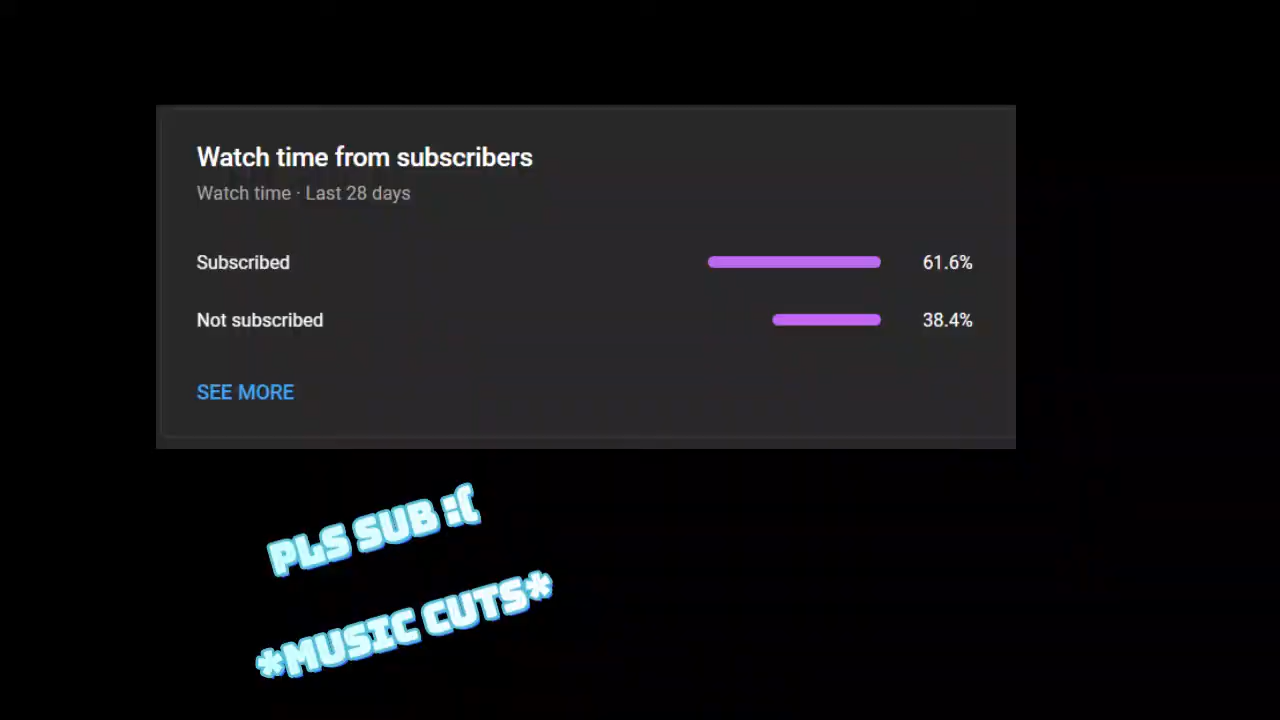 Watch time from subscribers
Watch time · Last 28 days
Subscribed 61.6%
Not subscribed 38.4%
SEE MORE
PLS SUB :(
*MUSIC CUTS*